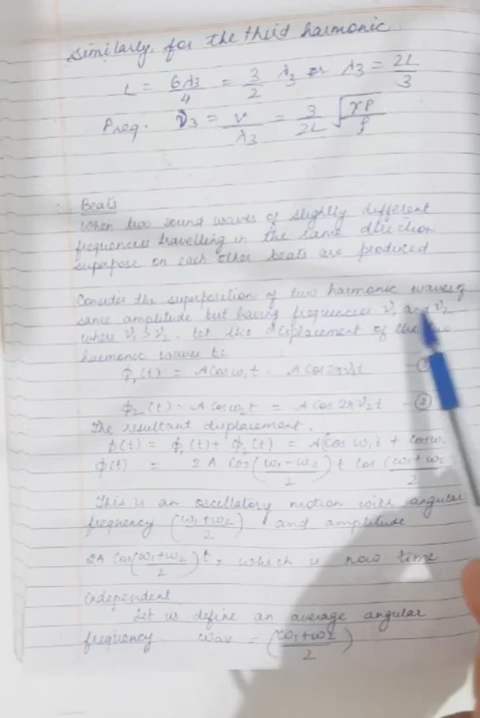 Similarly, for the third harmonic
L = 6λ3/4 = 3/2 λ3 or λ3 = 2L/3
Freq. ν3 = v/λ3 = 3/2L √γP/ρ
Beats
When two sound waves of slightly different
frequencies travelling in the same direction
superpose on each other beats are produced
Consider the superposition of two harmonic waves of
same amplitude but having frequencies ν1 and ν2
where ν1 > ν2. Let the displacement of the two
harmonic waves be
φ1(t) = A cos ω1t = A cos 2πν1t - ①
φ2(t) = A cos ω2t = A cos 2πν2t - ②
The resultant displacement.
φ(t) = φ1(t) + φ2(t) = A(cos ω1t + cos ω2
φ(t) = 2A cos(ω1-ω2/2)t cos(ω1+ω2/2
This is an oscillatory motion with angular
frequency (ω1+ω2/2) and amplitude
2A cos(ω1+ω2/2)t, which is now time
independent
Let us define an average angular
frequency. ωav = (ω1+ω2/2)